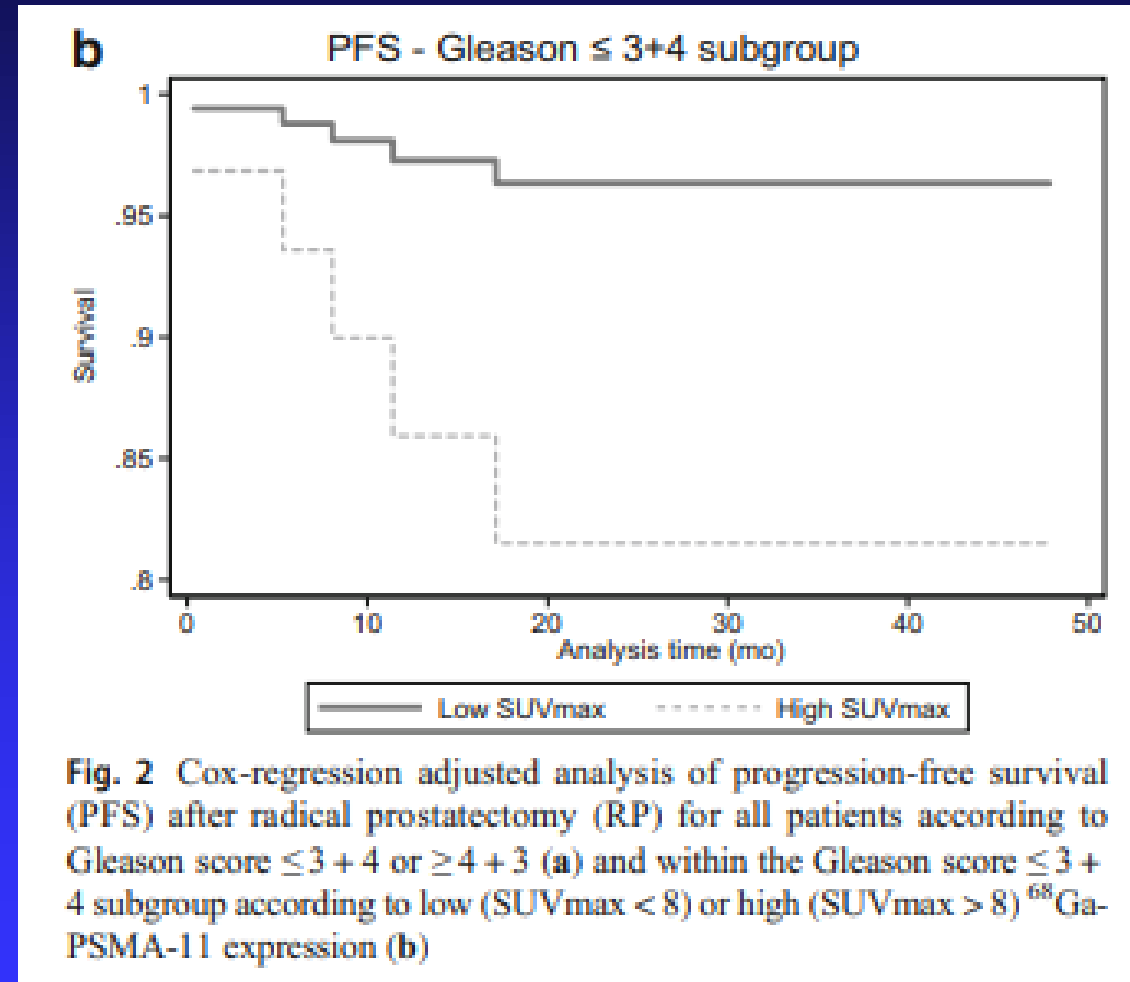 b
PFS - Gleason ≤ 3+4 subgroup
1
.95
.9
.85
.8
Survival
0 10 20 30 40 50
Analysis time (mo)
Low SUVmax High SUVmax
Fig. 2 Cox-regression adjusted analysis of progression-free survival
(PFS) after radical prostatectomy (RP) for all patients according to
Gleason score ≤3 + 4 or ≥4 + 3 (a) and within the Gleason score ≤3 +
4 subgroup according to low (SUVmax < 8) or high (SUVmax > 8) ⁶⁸Ga-
PSMA-11 expression (b)